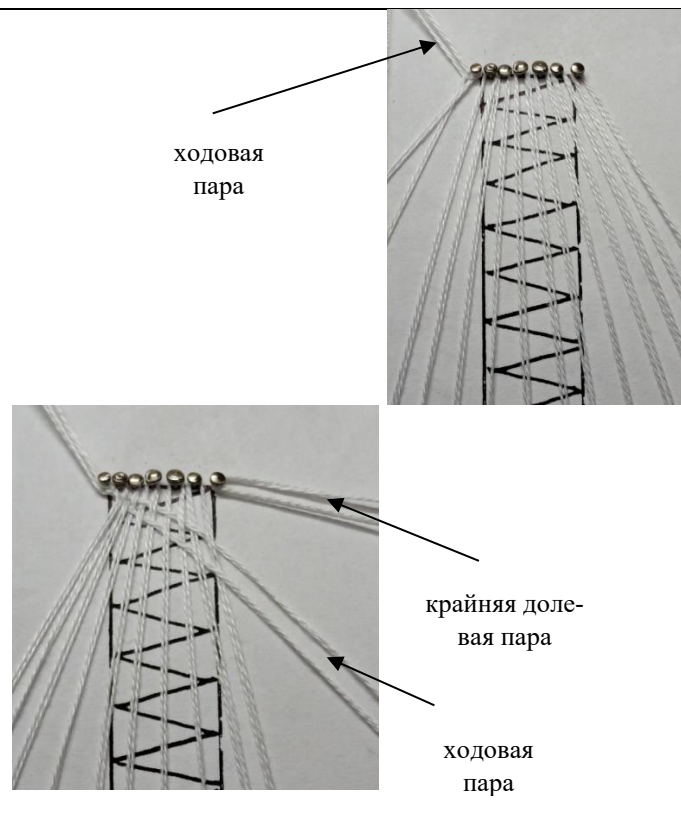 ходовая
пара
крайняя доле-
вая пара
ходовая
пара